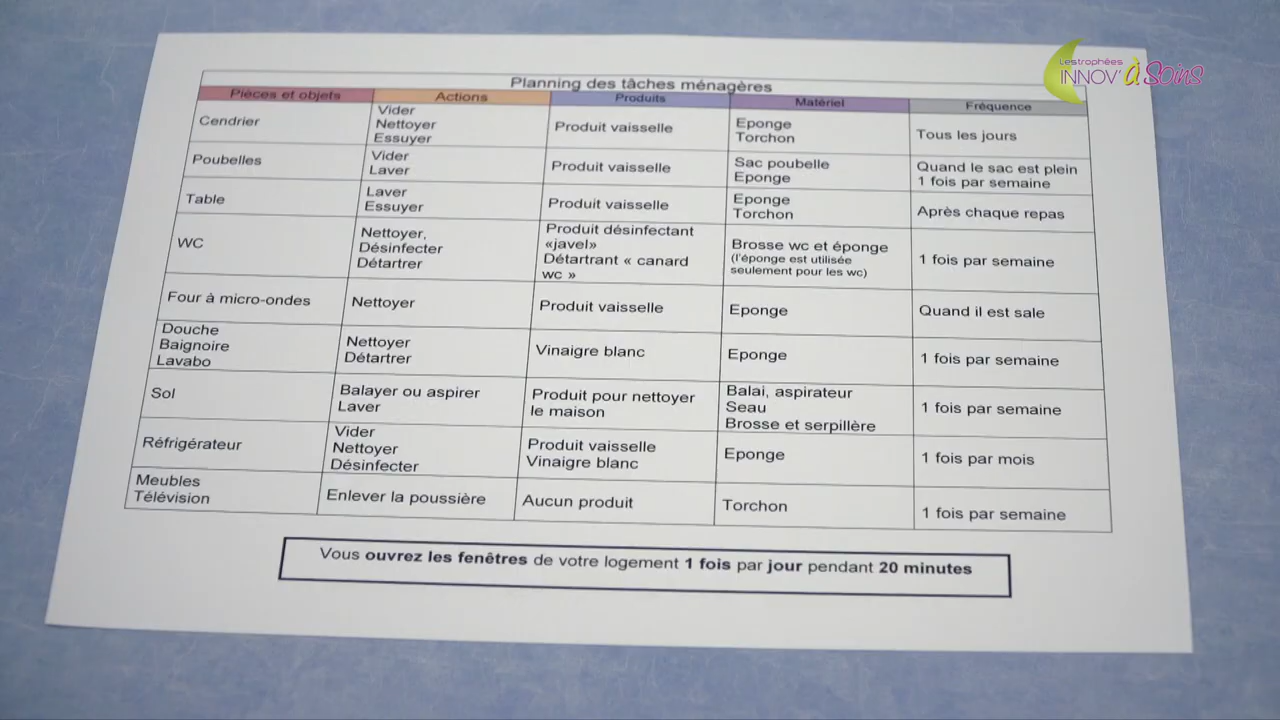 Les trophées
INNOV' à Soins
Planning des tâches ménagères
Pièces et objets
Actions
Produits
Matériel
Fréquence
Cendrier
Vider
Nettoyer
Essuyer
Produit vaisselle
Eponge
Torchon
Tous les jours
Poubelles
Vider
Laver
Produit vaisselle
Sac poubelle
Eponge
Quand le sac est plein
1 fois par semaine
Table
Laver
Essuyer
Produit vaisselle
Eponge
Torchon
Après chaque repas
WC
Nettoyer,
Désinfecter
Détartrer
Produit désinfectant
«javel»
Détartrant « canard
wc »
Brosse wc et éponge
(l'éponge est utilisée
seulement pour les wc)
1 fois par semaine
Four à micro-ondes
Nettoyer
Produit vaisselle
Eponge
Quand il est sale
Douche
Baignoire
Lavabo
Nettoyer
Détartrer
Vinaigre blanc
Eponge
1 fois par semaine
Sol
Balayer ou aspirer
Laver
Produit pour nettoyer
le maison
Balai, aspirateur
Seau
Brosse et serpillère
1 fois par semaine
Réfrigérateur
Vider
Nettoyer
Désinfecter
Produit vaisselle
Vinaigre blanc
Eponge
1 fois par mois
Meubles
Télévision
Enlever la poussière
Aucun produit
Torchon
1 fois par semaine
Vous ouvrez les fenêtres de votre logement 1 fois par jour pendant 20 minutes